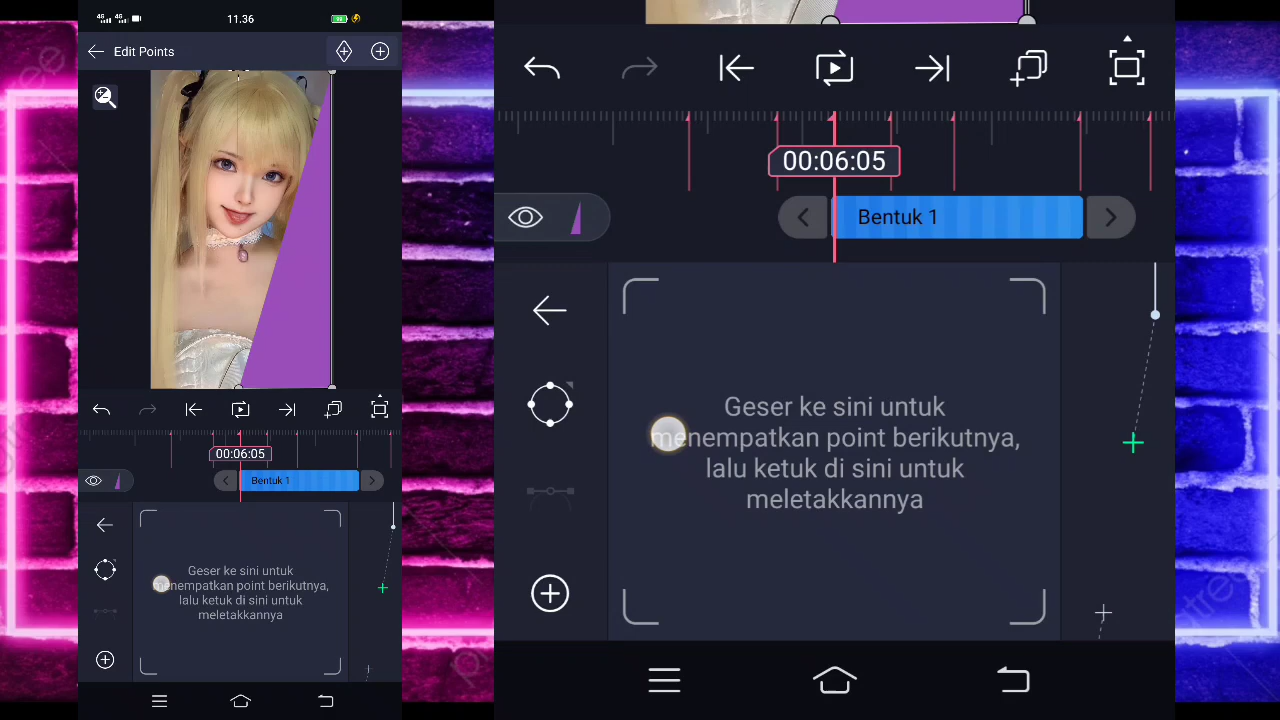 11.36
4G
4G
99
Edit Points
00:06:05
Bentuk 1
Geser ke sini untuk
menempatkan point berikutnya,
lalu ketuk di sini untuk
meletakkannya
00:06:05
Bentuk 1
Geser ke sini untuk
menempatkan point berikutnya,
lalu ketuk di sini untuk
meletakkannya